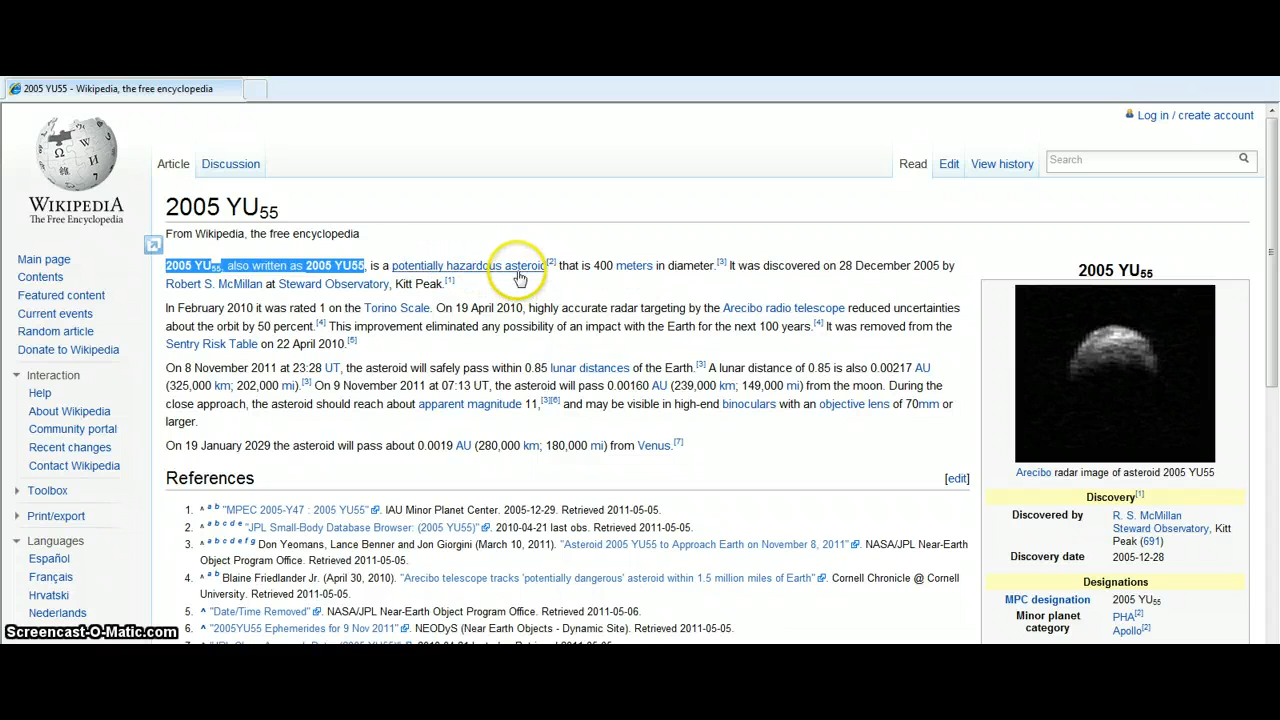 2005 YU55 - Wikipedia, the free encyclopedia
Log in / create account
Article Discussion Read Edit View history Search
WIKIPEDIA
The Free Encyclopedia
Main page
Contents
Featured content
Current events
Random article
Donate to Wikipedia
Interaction
Help
About Wikipedia
Community portal
Recent changes
Contact Wikipedia
Toolbox
Print/export
Languages
Español
Français
Hrvatski
Nederlands
2005 YU55
From Wikipedia, the free encyclopedia
2005 YU55, also written as 2005 YU55, is a potentially hazardous asteroid[2] that is 400 meters in diameter.[3] It was discovered on 28 December 2005 by
Robert S. McMillan at Steward Observatory, Kitt Peak.[1]
In February 2010 it was rated 1 on the Torino Scale. On 19 April 2010, highly accurate radar targeting by the Arecibo radio telescope reduced uncertainties
about the orbit by 50 percent.[4] This improvement eliminated any possibility of an impact with the Earth for the next 100 years.[4] It was removed from the
Sentry Risk Table on 22 April 2010.[5]
On 8 November 2011 at 23:28 UT, the asteroid will safely pass within 0.85 lunar distances of the Earth.[3] A lunar distance of 0.85 is also 0.00217 AU
(325,000 km; 202,000 mi).[3] On 9 November 2011 at 07:13 UT, the asteroid will pass 0.00160 AU (239,000 km; 149,000 mi) from the moon. During the
close approach, the asteroid should reach about apparent magnitude 11,[3][6] and may be visible in high-end binoculars with an objective lens of 70mm or
larger.
On 19 January 2029 the asteroid will pass about 0.0019 AU (280,000 km; 180,000 mi) from Venus.[7]
References [edit]
1. ^ a b "MPEC 2005-Y47 : 2005 YU55". IAU Minor Planet Center. 2005-12-29. Retrieved 2011-05-05.
2. ^ a b c d e "JPL Small-Body Database Browser: (2005 YU55)". 2010-04-21 last obs. Retrieved 2011-05-05.
3. ^ a b c d e f g Don Yeomans, Lance Benner and Jon Giorgini (March 10, 2011). "Asteroid 2005 YU55 to Approach Earth on November 8, 2011". NASA/JPL Near-Earth
Object Program Office. Retrieved 2011-05-05.
4. ^ a b Blaine Friedlander Jr. (April 30, 2010). "Arecibo telescope tracks 'potentially dangerous' asteroid within 1.5 million miles of Earth". Cornell Chronicle @ Cornell
University. Retrieved 2011-05-05.
5. ^ "Date/Time Removed". NASA/JPL Near-Earth Object Program Office. Retrieved 2011-05-06.
6. ^ "2005YU55 Ephemerides for 9 Nov 2011". NEODyS (Near Earth Objects - Dynamic Site). Retrieved 2011-05-05.
2005 YU55
Arecibo radar image of asteroid 2005 YU55
Discovery[1]
Discovered by R. S. McMillan
Steward Observatory, Kitt
Peak (691)
Discovery date 2005-12-28
Designations
MPC designation 2005 YU55
Minor planet PHA[2]
category Apollo[2]
Screencast-O-Matic.com